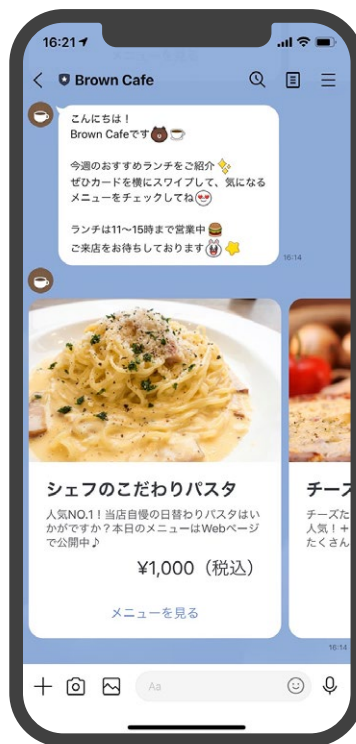 16:21
Brown Cafe
こんにちは！
Brown Cafeです
今週のおすすめランチをご紹介
ぜひカードを横にスワイプして、気になる
メニューをチェックしてね
ランチは11〜15時まで営業中
ご来店をお待ちしております
16:14
シェフのこだわりパスタ
人気NO.1！当店自慢の日替わりパスタはい
かがですか？本日のメニューはWebページ
で公開中♪
¥1,000（税込）
メニューを見る
チーズ
チーズた
人気！＋
たくさん
16:14
Aa